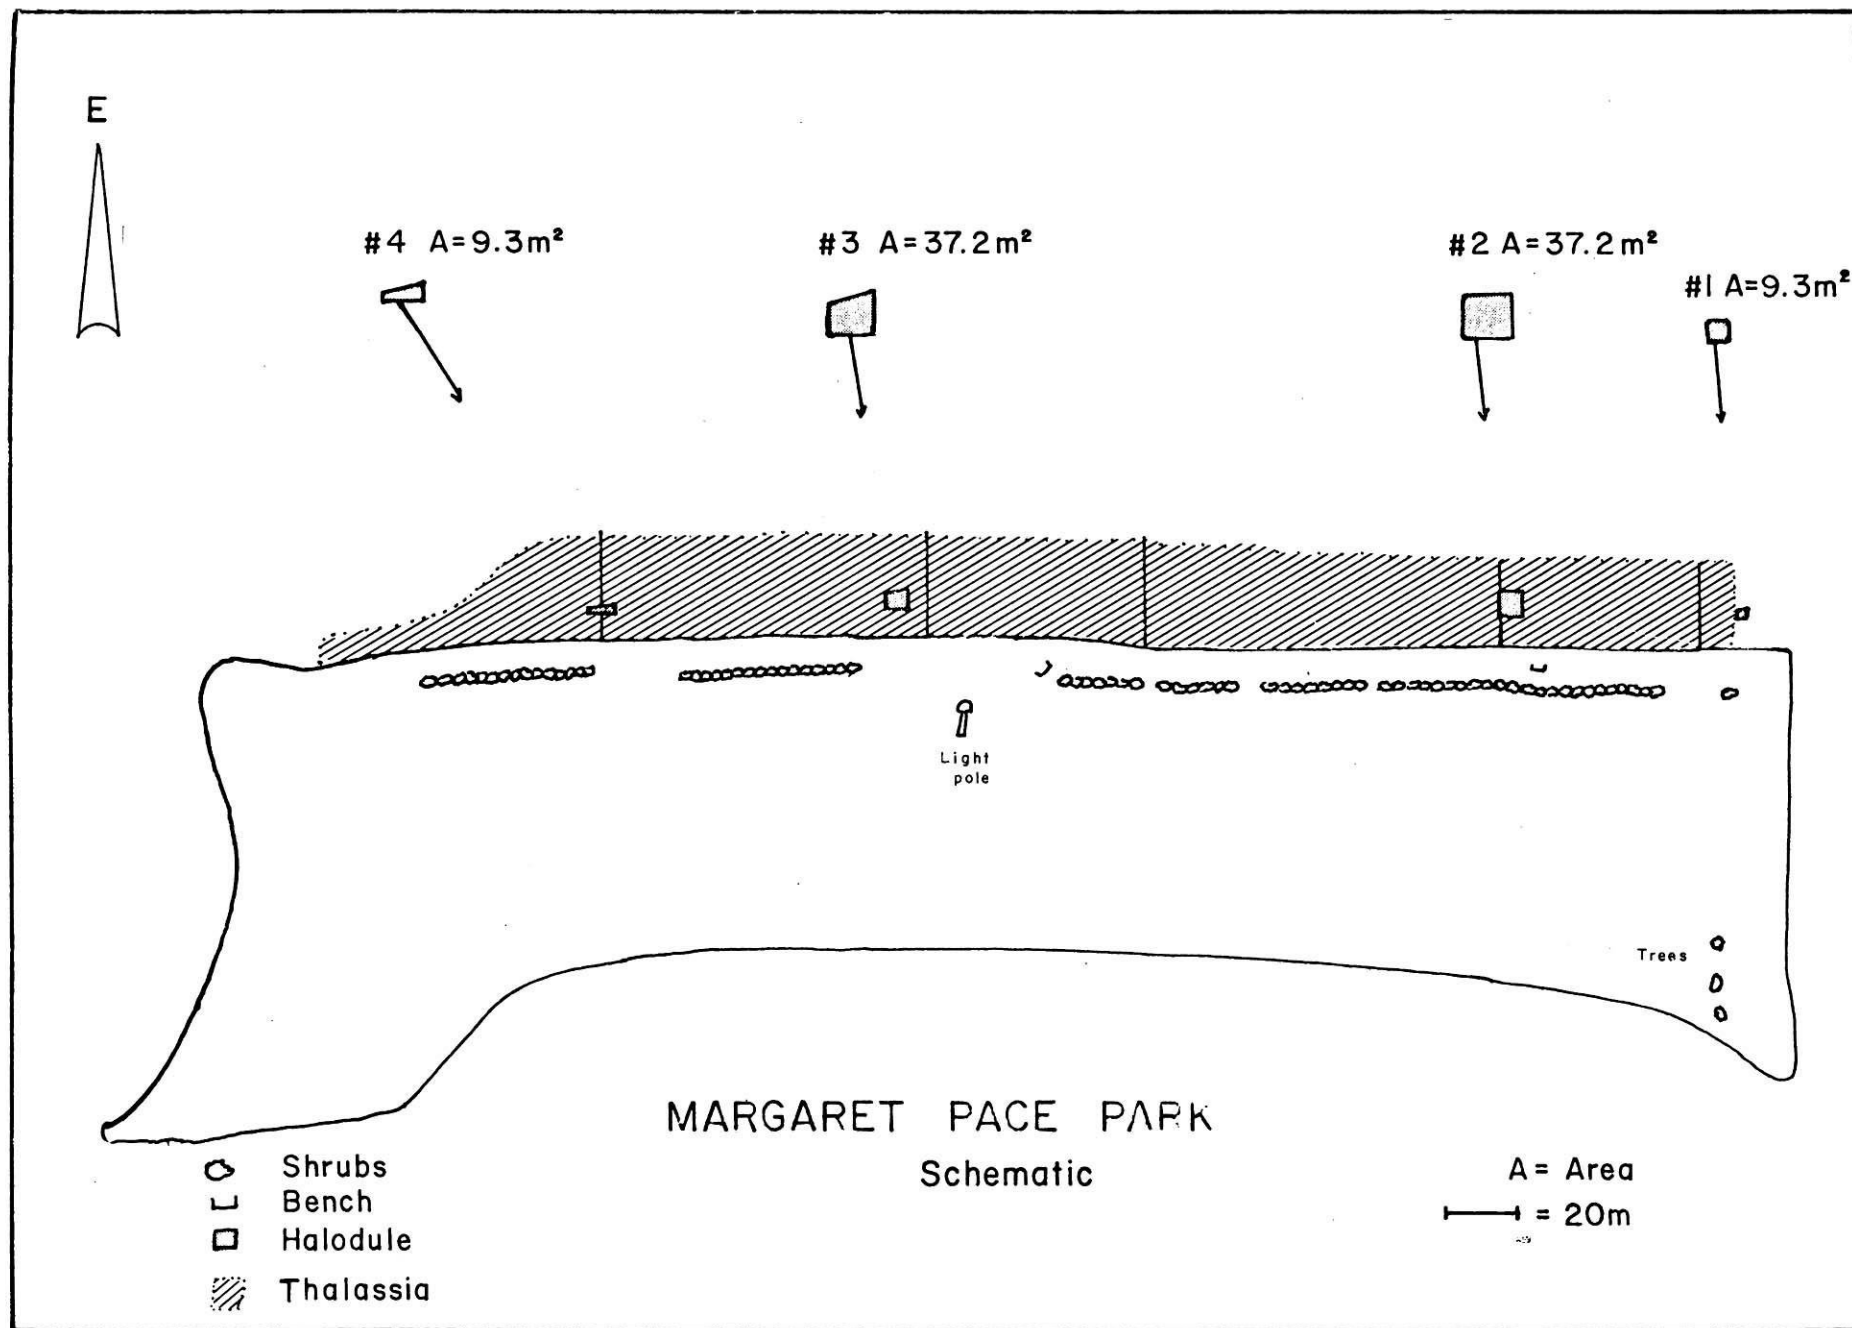 E
#4 A=9.3m²
#3 A=37.2m²
#2 A=37.2m²
#1 A=9.3m²
Light
pole
Trees
MARGARET PACE PARK
Schematic
Shrubs
Bench
Halodule
Thalassia
A= Area
= 20m